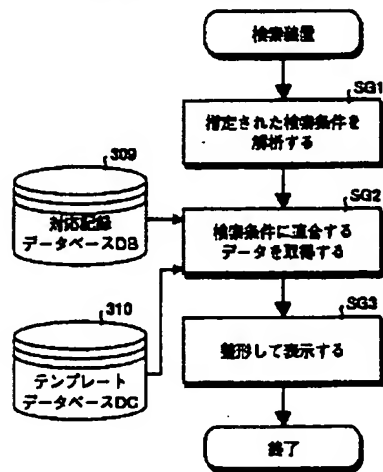 検索装置
SG1
指定された検索条件を
解析する
309
対応記録
データベースDB
SG2
検索条件に適合する
データを取得する
310
テンプレート
データベースDC
SG3
整形して表示する
終了